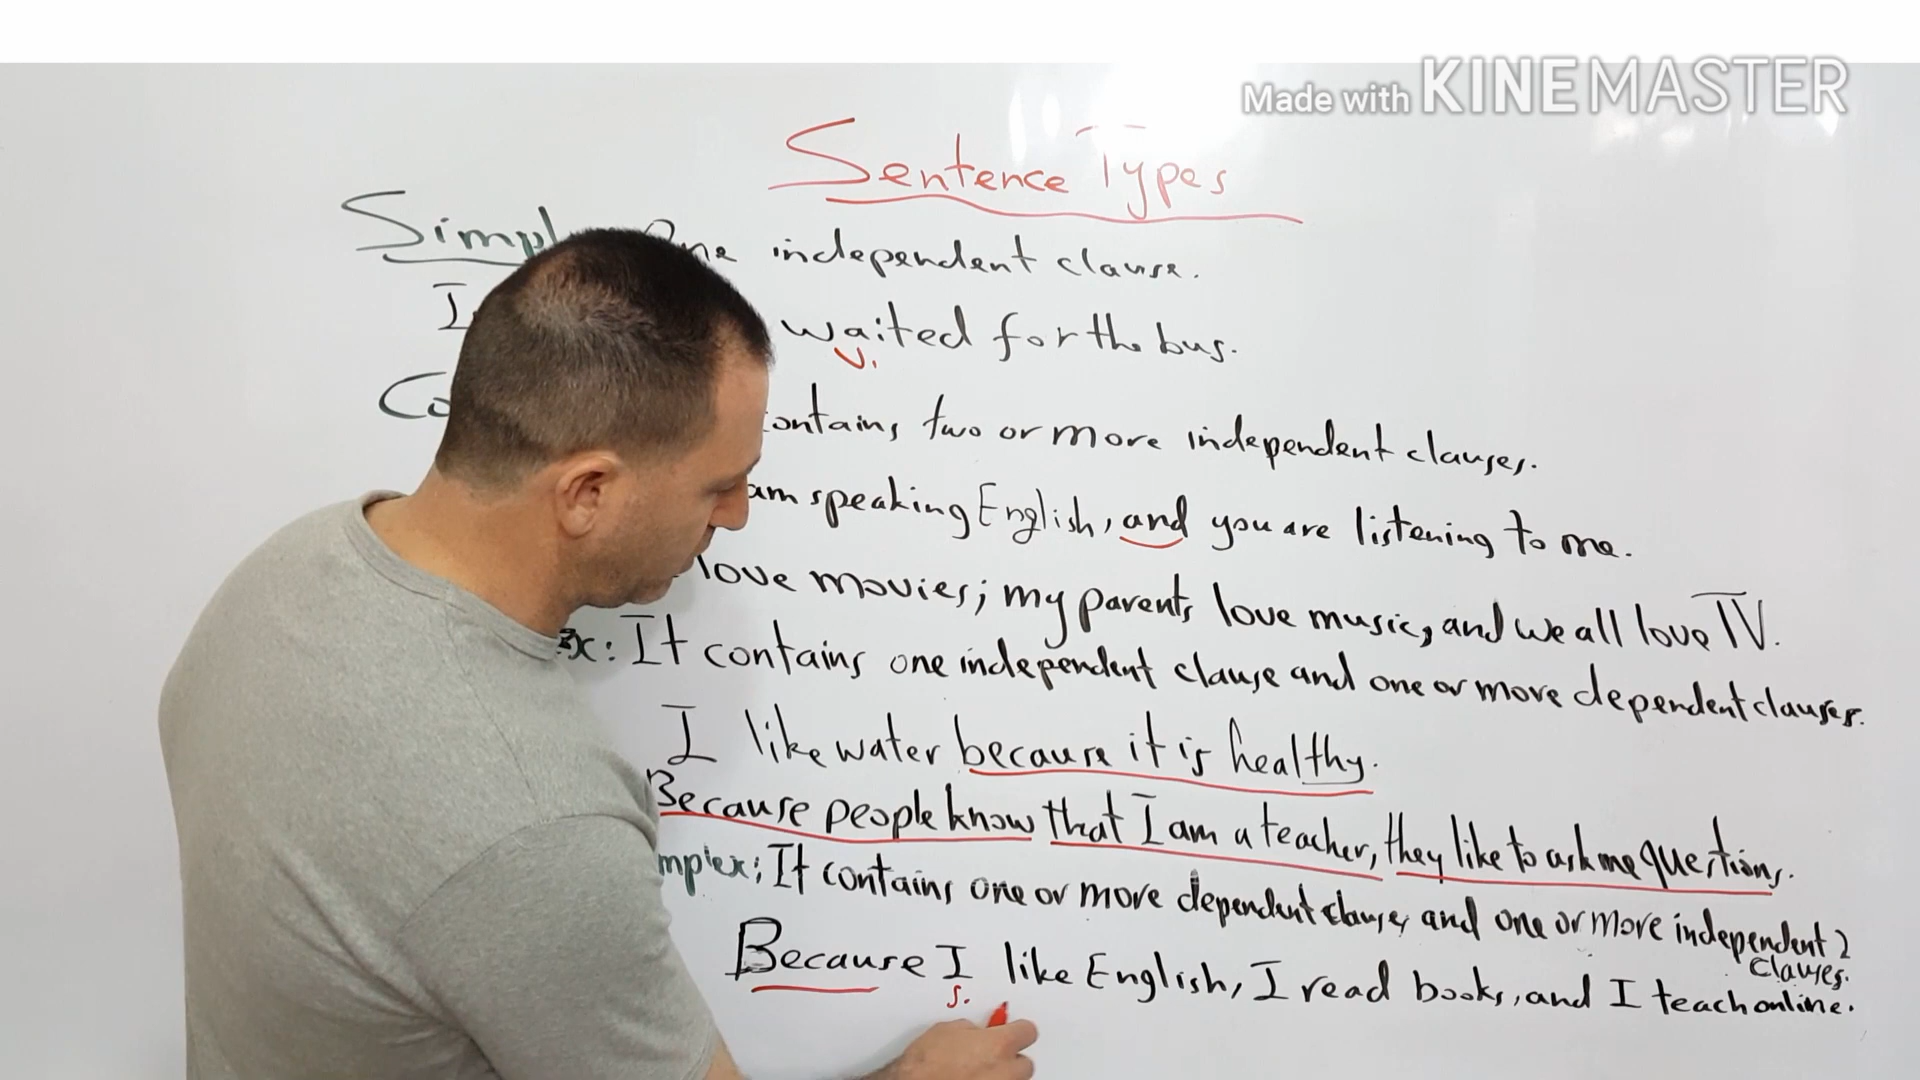 Made with KINEMASTER
Sentence Types
Simple One independent clause.
I waited for the bus.
v.
Co contains two or more independent clauses.
am speaking English, and you are listening to me.
love movies; my parents love music, and we all love TV.
ex: It contains one independent clause and one or more dependent clauses.
I like water because it is healthy.
Because people know that I am a teacher, they like to ask me questions.
mplex: It contains one or more dependent clauses and one or more independent
clauses.
Because I like English, I read books, and I teach online.
s.